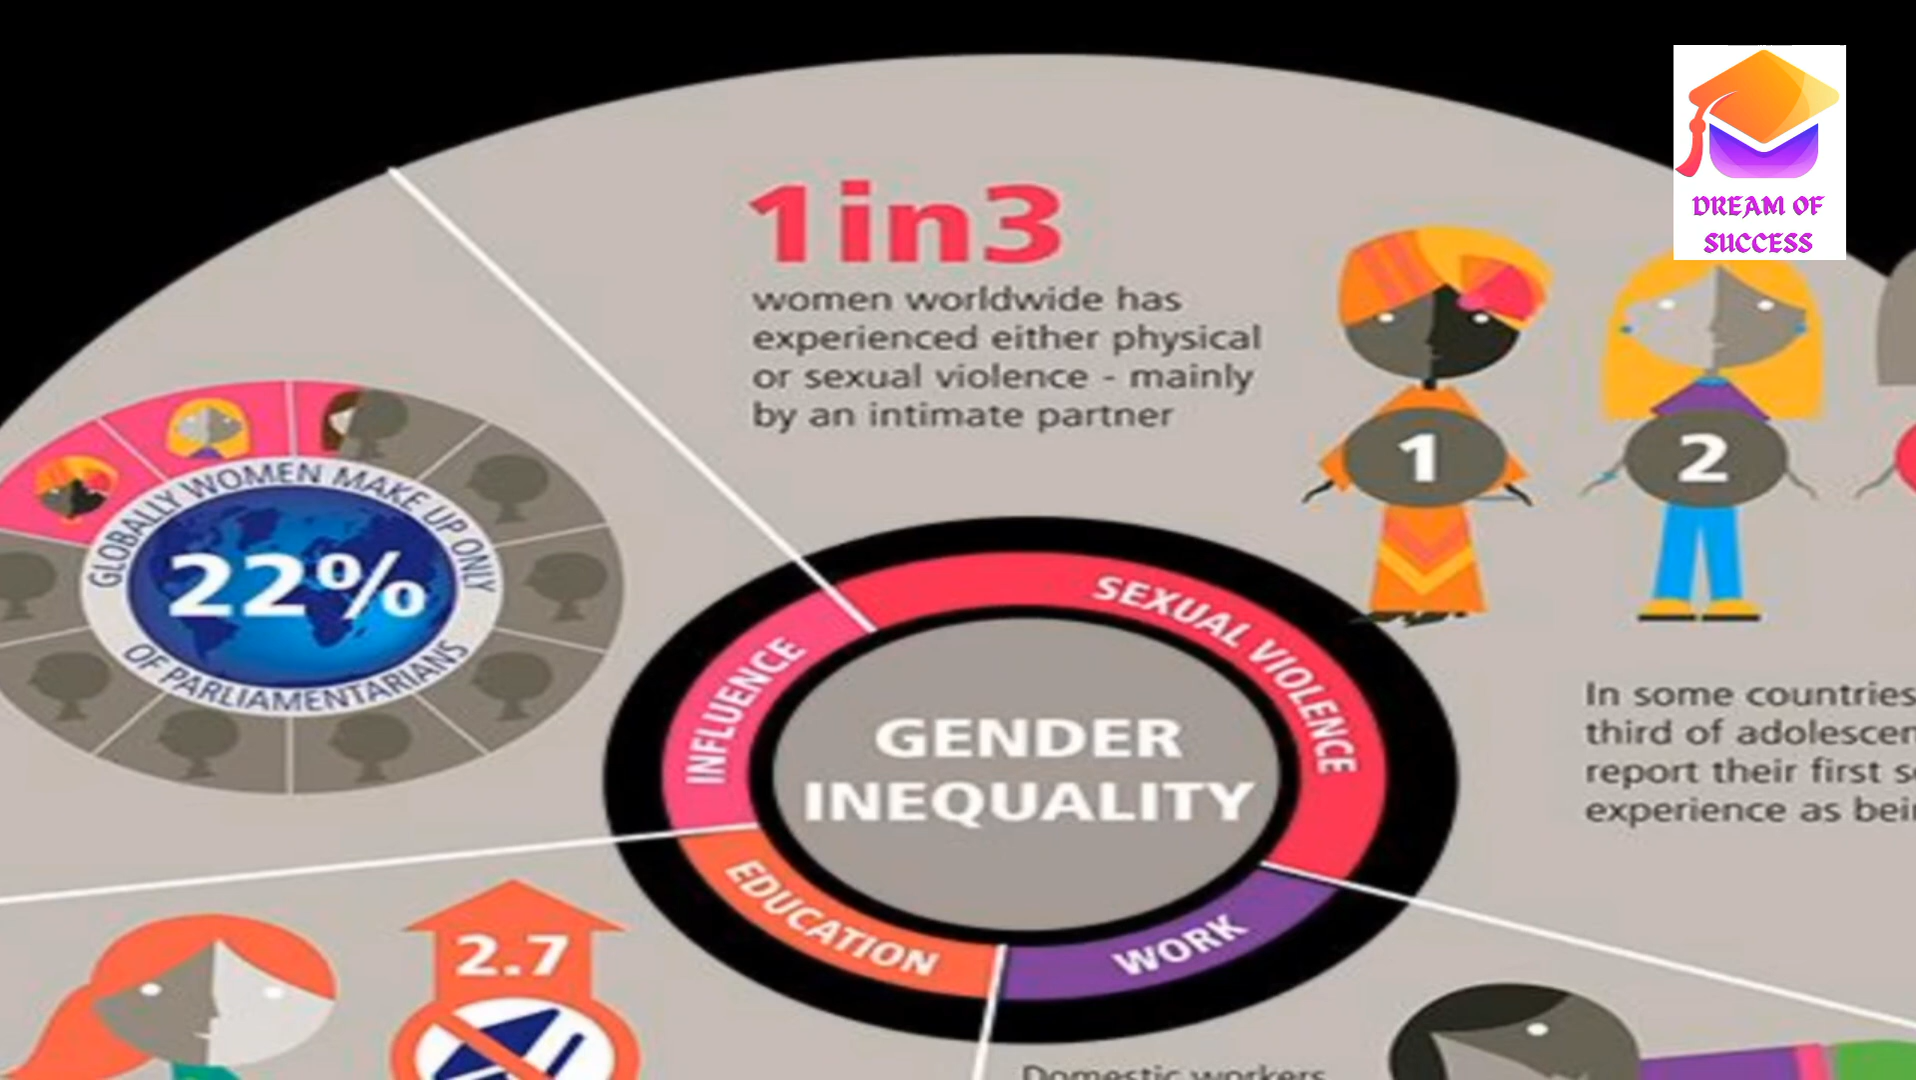 DREAM OF
SUCCESS
1in3
women worldwide has
experienced either physical
or sexual violence - mainly
by an intimate partner
1
2
GLOBALLY WOMEN MAKE UP ONLY
22%
OF PARLIAMENTARIANS
SEXUAL VIOLENCE
INFLUENCE
GENDER
INEQUALITY
EDUCATION
WORK
In some countries
third of
report their first
experience as
2.7
Domestic workers